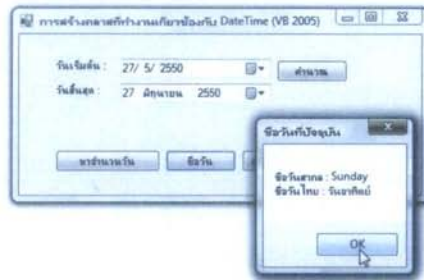 การสร้างคลาสที่ทำงานเกี่ยวข้องกับ DateTime (VB 2005)
วันเริ่มต้น : 27/ 5/ 2550
คำนวณ
วันสิ้นสุด : 27 มิถุนายน 2550
หาจำนวนวัน
ชื่อวัน
ชื่อวันที่ปัจจุบัน
ชื่อวันสากล : Sunday
ชื่อวันไทย : วันอาทิตย์
OK